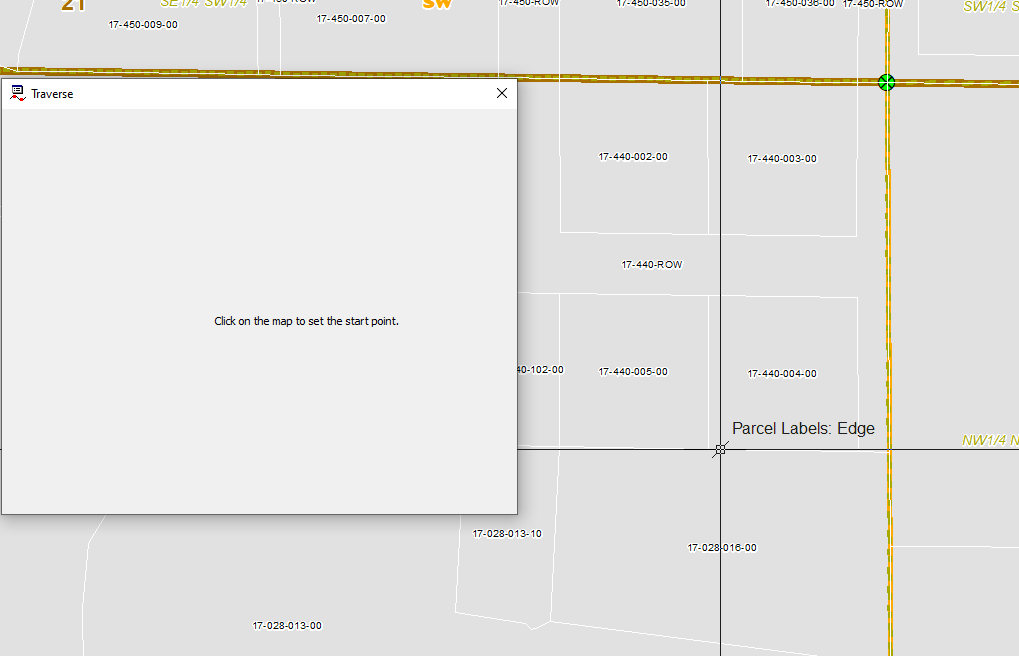 21
SE1/4 SW1/4
17-450-ROW
SW
17-450-ROW
17-450-035-00
17-450-036-00
17-450-ROW
SW1/4 S
17-450-009-00
17-450-007-00
Traverse
17-440-002-00
17-440-003-00
17-440-ROW
Click on the map to set the start point.
40-102-00
17-440-005-00
17-440-004-00
Parcel Labels: Edge
NW1/4 N
17-028-013-10
17-028-016-00
17-028-013-00